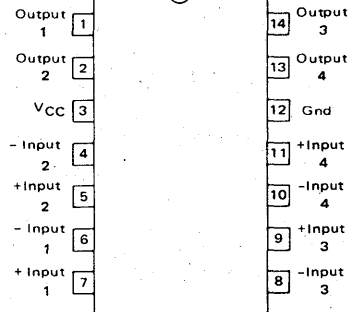 Output
1
1
Output
2
2
VCC 3
- Input
2
4
+Input
2
5
- Input
1
6
+ Input
1
7
14
Output
3
13
Output
4
12 Gnd
11
+Input
4
10
-Input
4
9
+Input
3
8
-Input
3